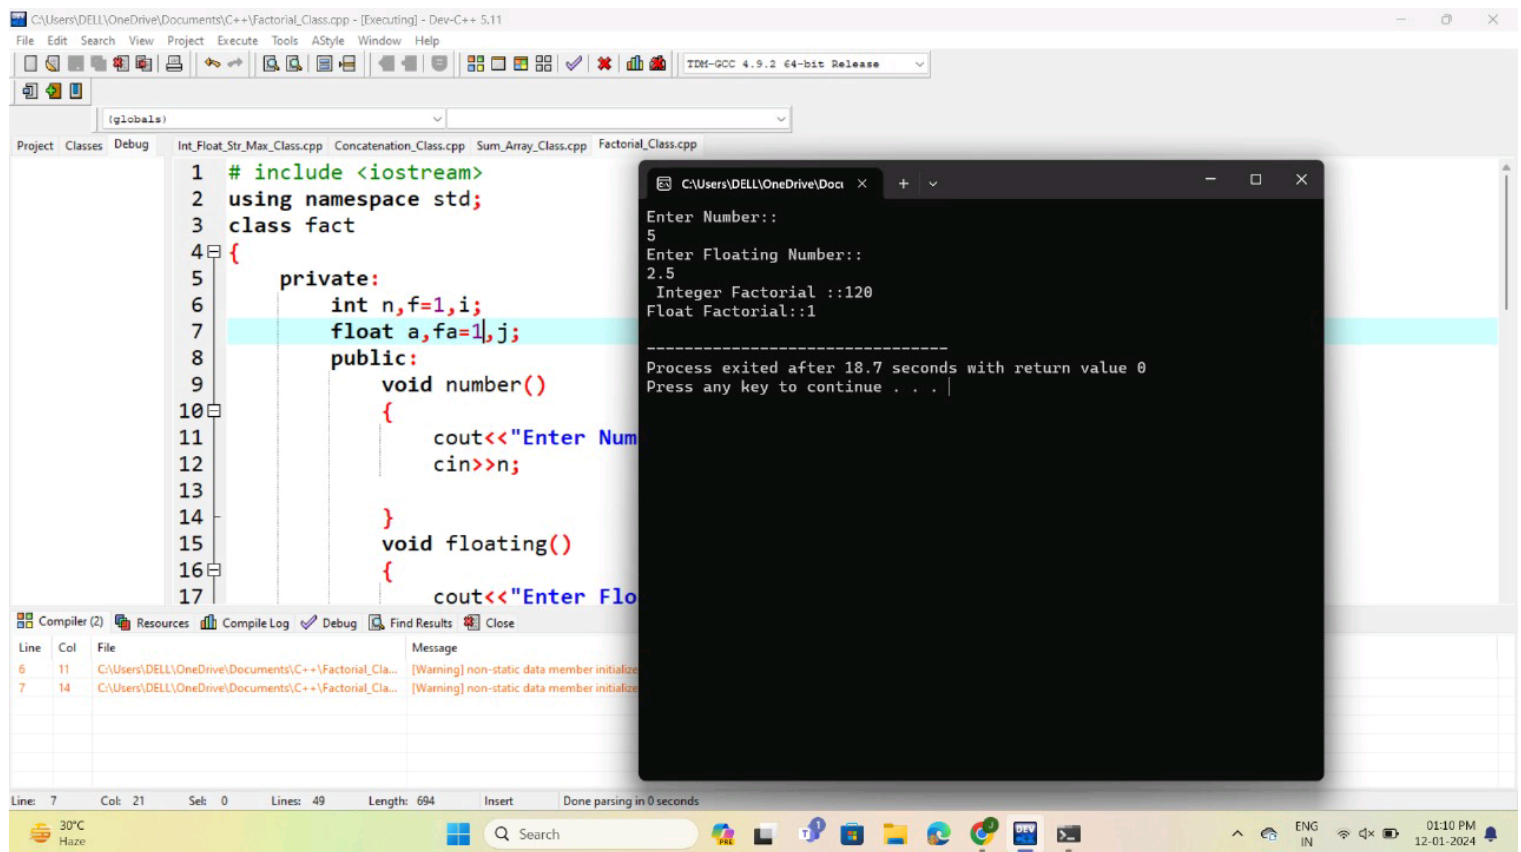 C:\Users\DELL\OneDrive\Documents\C++\Factorial_Class.cpp - [Executing] - Dev-C++ 5.11
File Edit Search View Project Execute Tools AStyle Window Help
TDM-GCC 4.9.2 64-bit Release
(globals)
Project Classes Debug
Int_Float_Str_Max_Class.cpp Concatenation_Class.cpp Sum_Array_Class.cpp Factorial_Class.cpp
1 # include <iostream>
2 using namespace std;
3 class fact
4 {
5 private:
6 int n,f=1,i;
7 float a,fa=1,j;
8 public:
9 void number()
10 {
11 cout<<"Enter Num
12 cin>>n;
13
14 }
15 void floating()
16 {
17 cout<<"Enter Flo
C:\Users\DELL\OneDrive\Docu
Enter Number::
5
Enter Floating Number::
2.5
Integer Factorial ::120
Float Factorial::1
--------------------------------
Process exited after 18.7 seconds with return value 0
Press any key to continue . . .
Compiler (2) Resources Compile Log Debug Find Results Close
Line Col File Message
6 11 C:\Users\DELL\OneDrive\Documents\C++\Factorial_Cla... [Warning] non-static data member initialize
7 14 C:\Users\DELL\OneDrive\Documents\C++\Factorial_Cla... [Warning] non-static data member initialize
Line: 7 Col: 21 Sel: 0 Lines: 49 Length: 694 Insert Done parsing in 0 seconds
30°C
Haze
Search
PRE
1
J
DEV
ENG
IN
01:10 PM
12-01-2024